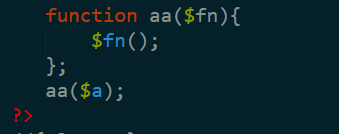 function aa($fn){
$fn();
};
aa($a);
?>